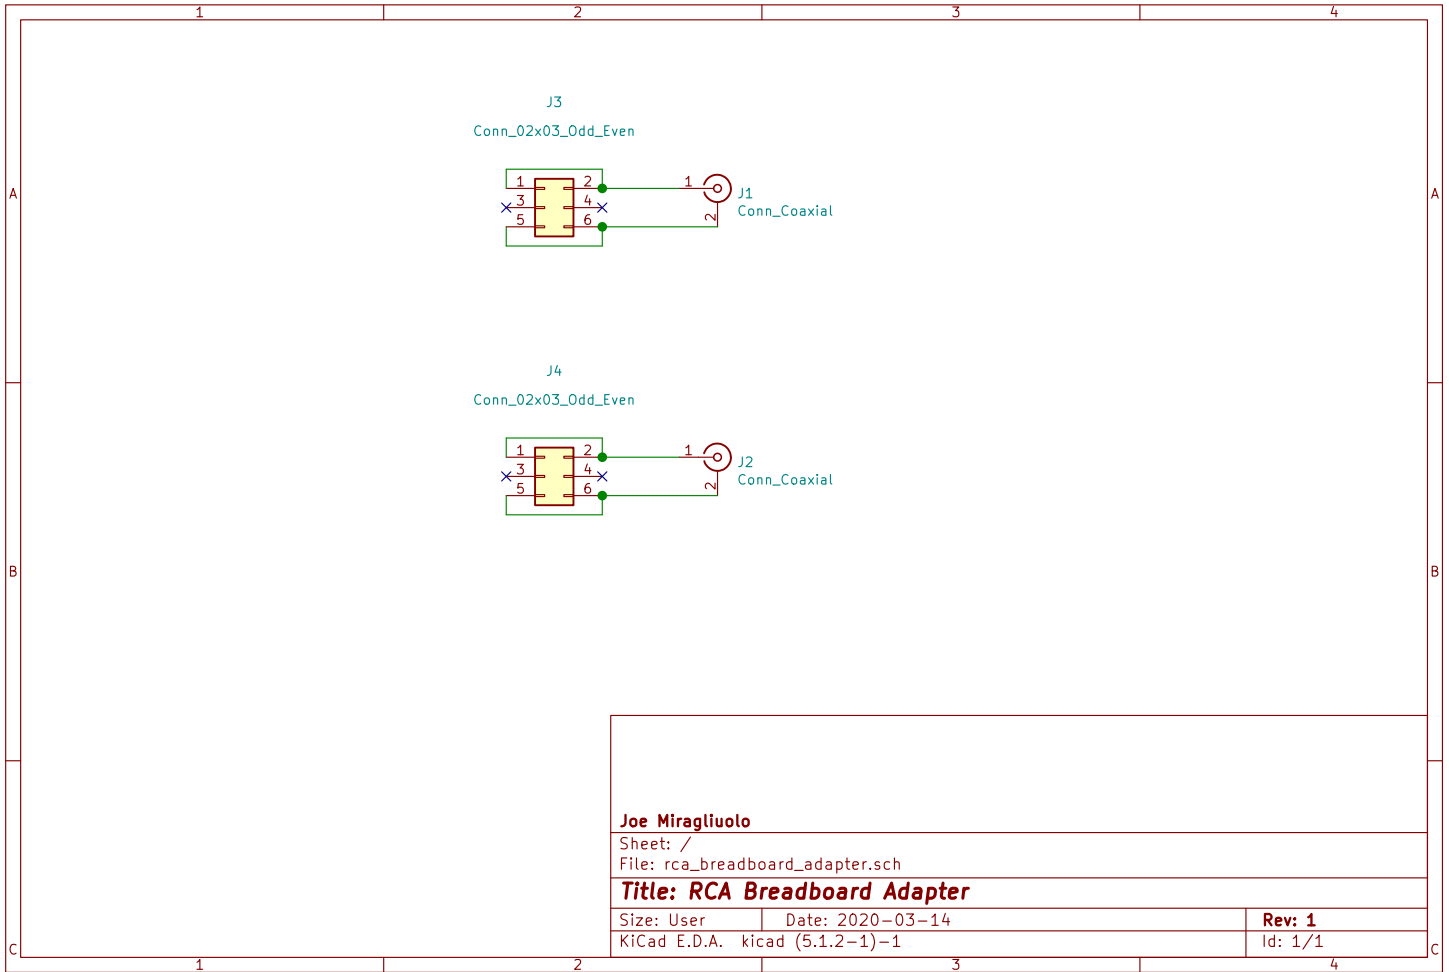 1 2 3 4
J3
Conn_02x03_Odd_Even
A A
1 2 1 J1
3 4 Conn_Coaxial
5 6 2
J4
Conn_02x03_Odd_Even
1 2 1 J2
3 4 Conn_Coaxial
5 6 2
B B
Joe Miragliuolo
Sheet: /
File: rca_breadboard_adapter.sch
Title: RCA Breadboard Adapter
Size: User Date: 2020-03-14 Rev: 1
KiCad E.D.A. kicad (5.1.2-1)-1 Id: 1/1
C C
1 2 3 4